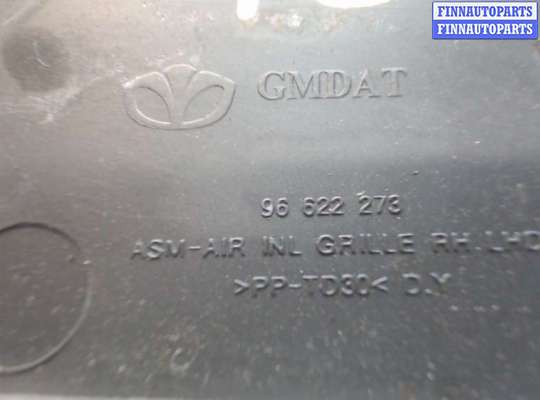 FINNAUTOPARTS
FINNAUTOPARTS
GMDAT
96 622 273
ASM-AIR INL GRILLE RH.LHD
>PP-TD30< D.Y